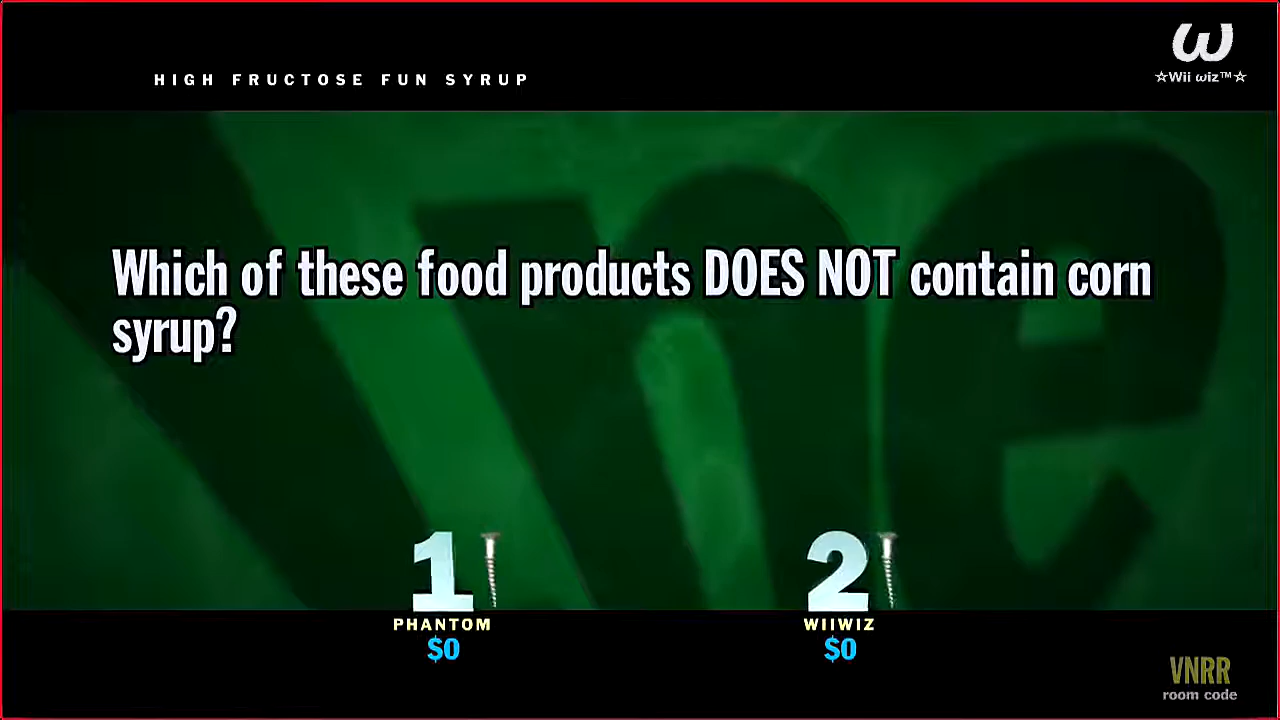 ω
☆Wii ωiz™☆
HIGH FRUCTOSE FUN SYRUP
Which of these food products DOES NOT contain corn
syrup?
1
2
PHANTOM
WIIWIZ
$0
$0
VNRR
room code